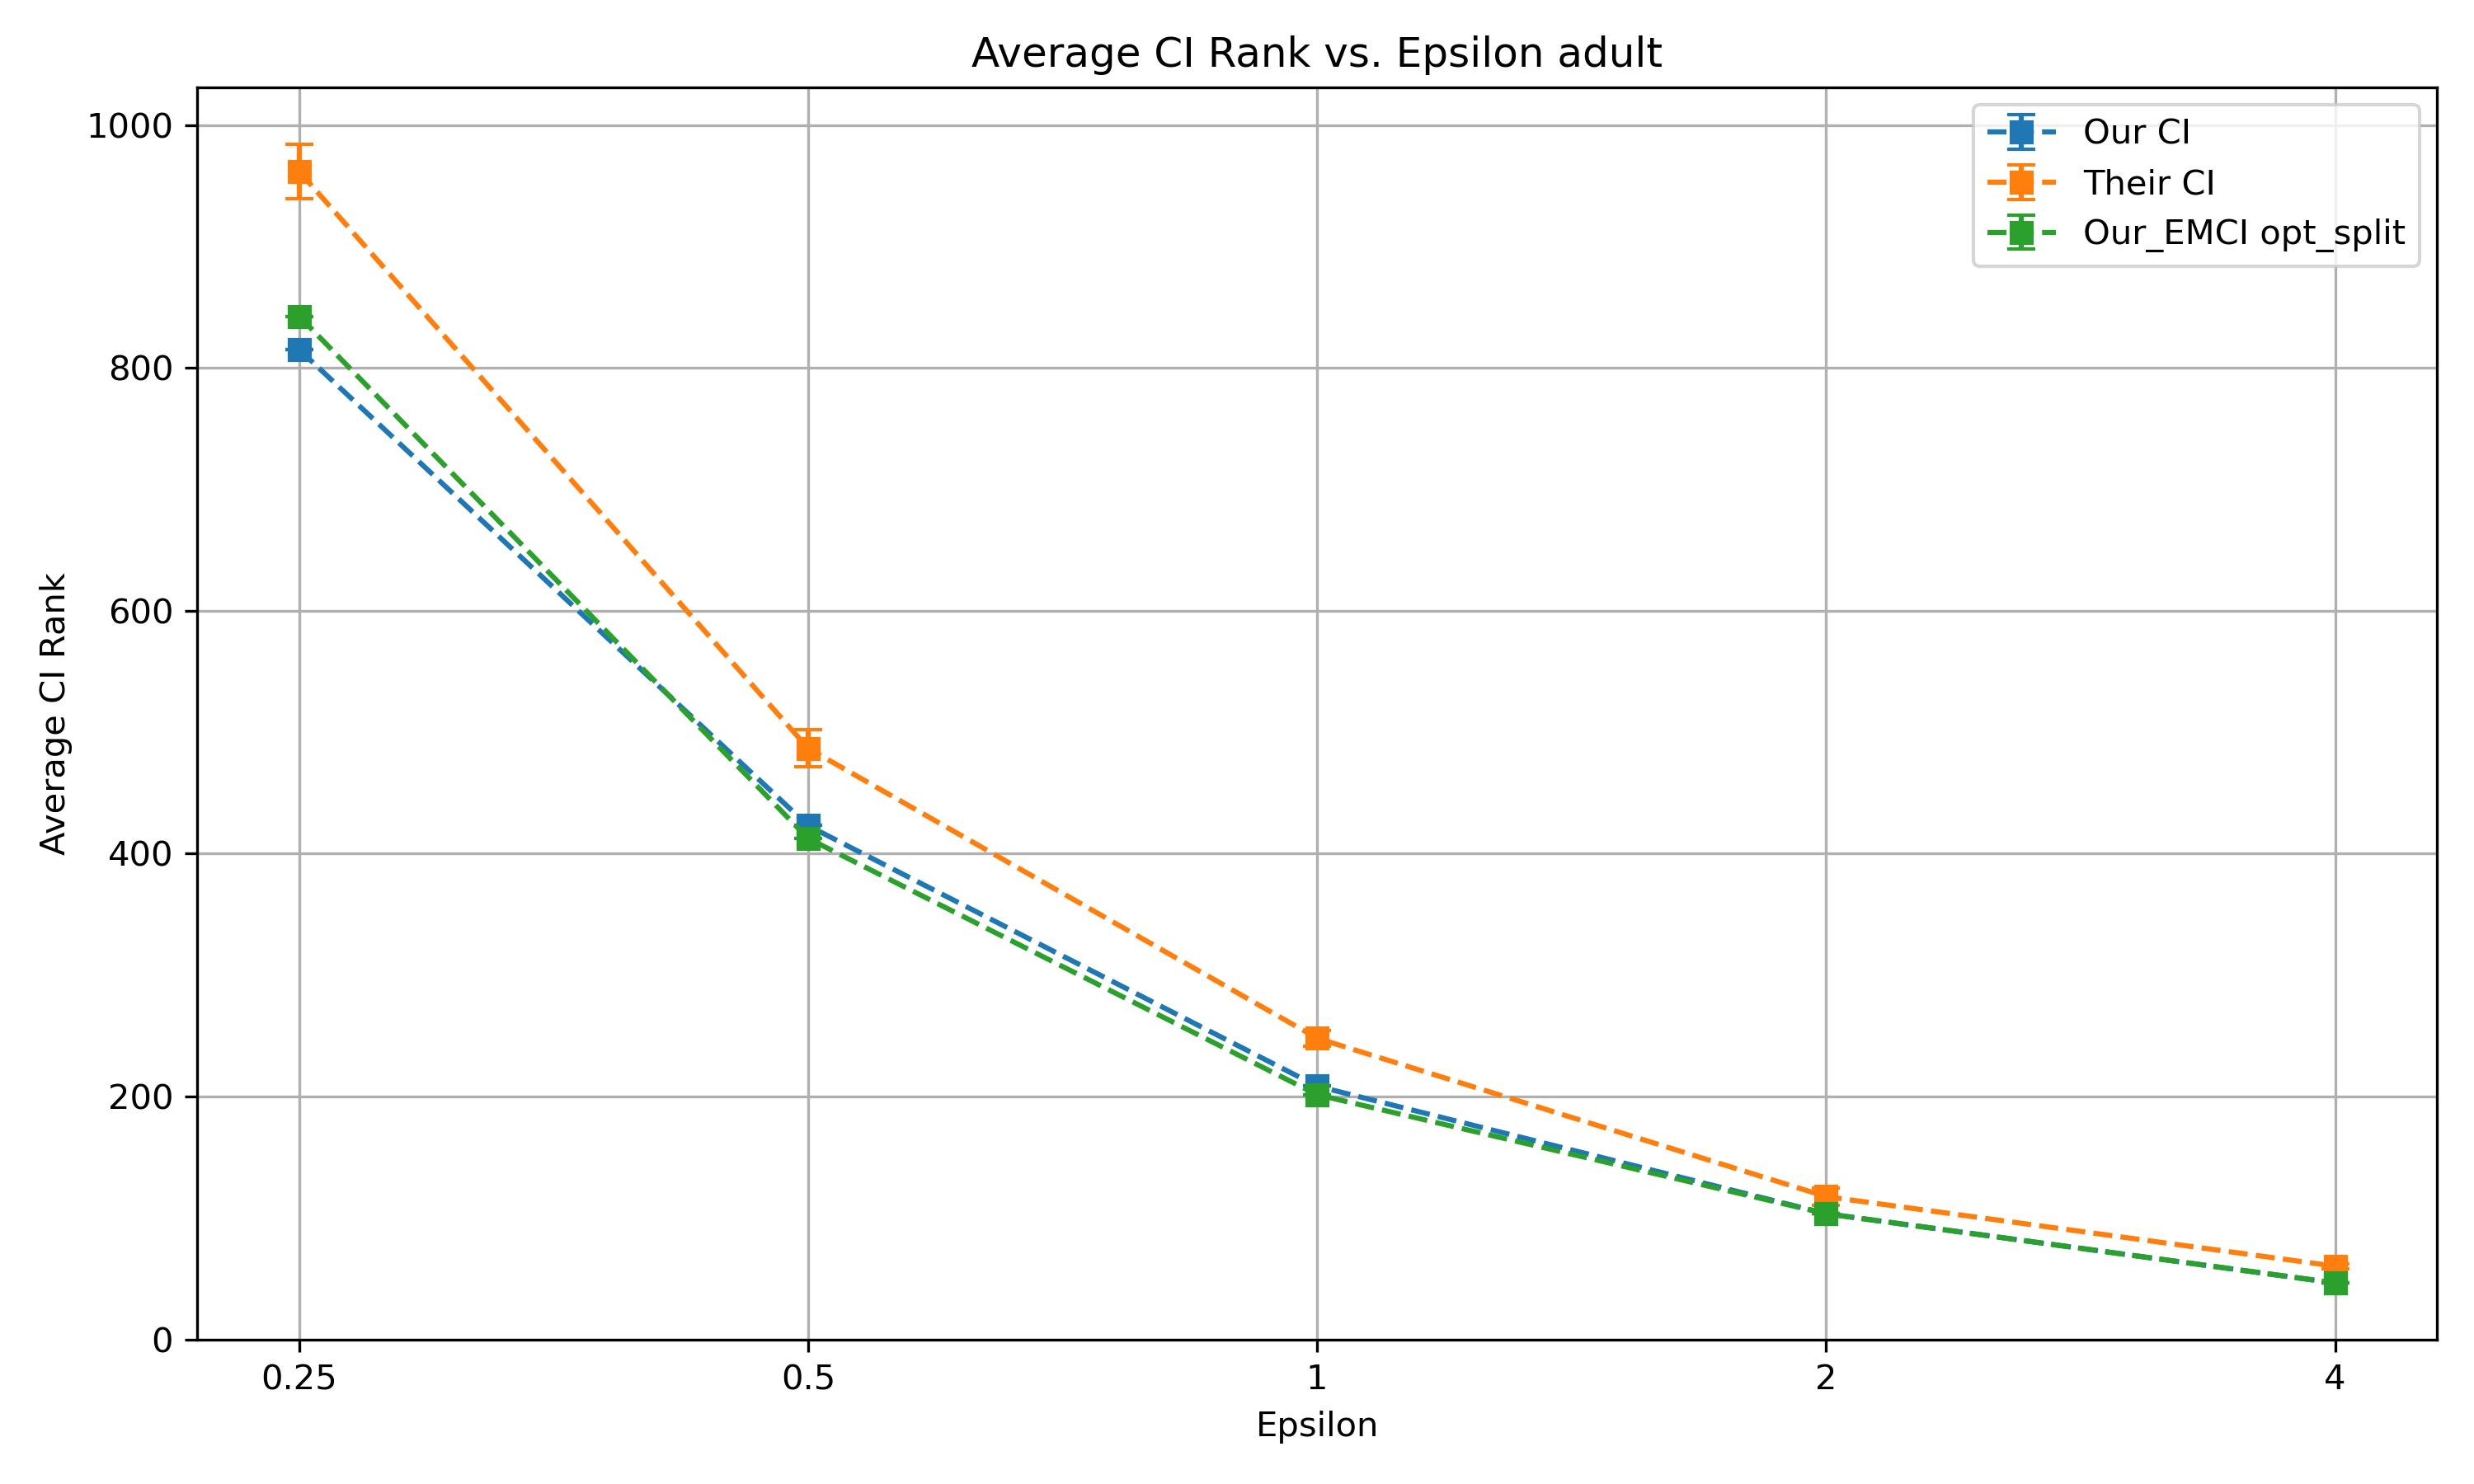 Average CI Rank vs. Epsilon adult
Our CI
Their CI
Our_EMCI opt_split
Average CI Rank
1000
800
600
400
200
0
0.25 0.5 1 2 4
Epsilon